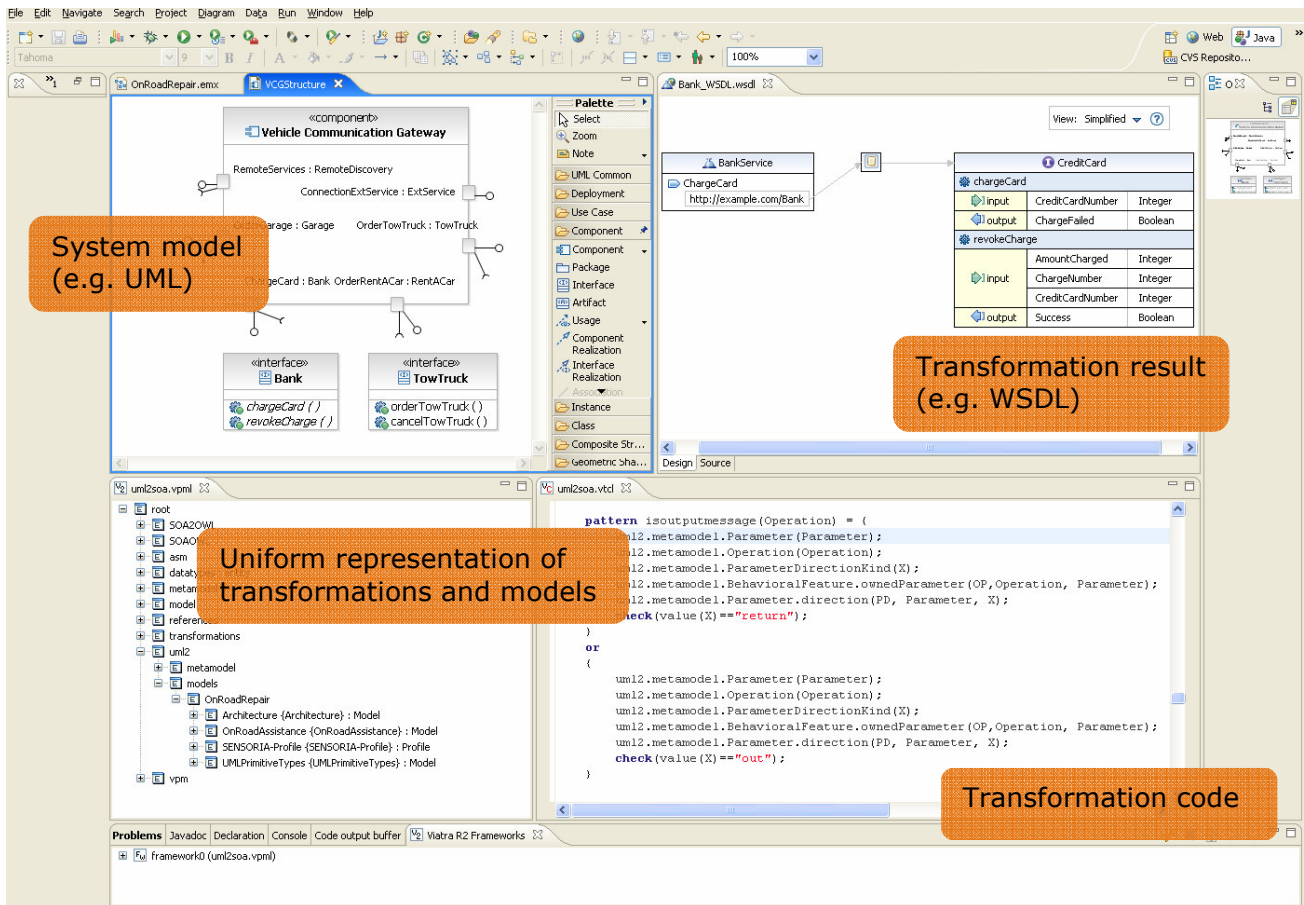 File Edit Navigate Search Project Diagram Data Run Window Help
Tahoma 9 B I A 100%
Web Java »
CVS Reposito...
»1
OnRoadRepair.emx VCGStructure
«component»
Vehicle Communication Gateway
RemoteServices : RemoteDiscovery
ConnectionExtService : ExtService
Garage : Garage OrderTowTruck : TowTruck
ChargeCard : Bank OrderRentACar : RentACar
«interface»
Bank
chargeCard ( )
revokeCharge ( )
«interface»
TowTruck
orderTowTruck ( )
cancelTowTruck ( )
System model
(e.g. UML)
Palette
Select
Zoom
Note
UML Common
Deployment
Use Case
Component
Component
Package
Interface
Artifact
Usage
Component
Realization
Interface
Realization
Association
Instance
Class
Composite Str...
Geometric Sha...
Bank_WSDL.wsdl
View: Simplified
BankService
ChargeCard
http://example.com/Bank
CreditCard
chargeCard
input CreditCardNumber Integer
output ChargeFailed Boolean
revokeCharge
AmountCharged Integer
input ChargeNumber Integer
CreditCardNumber Integer
output Success Boolean
Transformation result
(e.g. WSDL)
Design Source
uml2soa.vpml
root
SOA2OWL
asm
model
references
transformations
uml2
metamodel
models
OnRoadRepair
Architecture {Architecture} : Model
OnRoadAssistance {OnRoadAssistance} : Model
SENSORIA-Profile {SENSORIA-Profile} : Profile
UMLPrimitiveTypes {UMLPrimitiveTypes} : Model
vpm
Uniform representation of
transformations and models
uml2soa.vtcl
pattern isoutputmessage(Operation) = {
uml2.metamodel.Parameter(Parameter);
uml2.metamodel.Operation(Operation);
uml2.metamodel.ParameterDirectionKind(X);
uml2.metamodel.BehavioralFeature.ownedParameter(OP,Operation, Parameter);
uml2.metamodel.Parameter.direction(PD, Parameter, X);
check(value(X)=="return");
}
or
{
uml2.metamodel.Parameter(Parameter);
uml2.metamodel.Operation(Operation);
uml2.metamodel.ParameterDirectionKind(X);
uml2.metamodel.BehavioralFeature.ownedParameter(OP,Operation, Parameter);
uml2.metamodel.Parameter.direction(PD, Parameter, X);
check(value(X)=="out");
}
Transformation code
Problems Javadoc Declaration Console Code output buffer Viatra R2 Frameworks
framework0 (uml2soa.vpml)